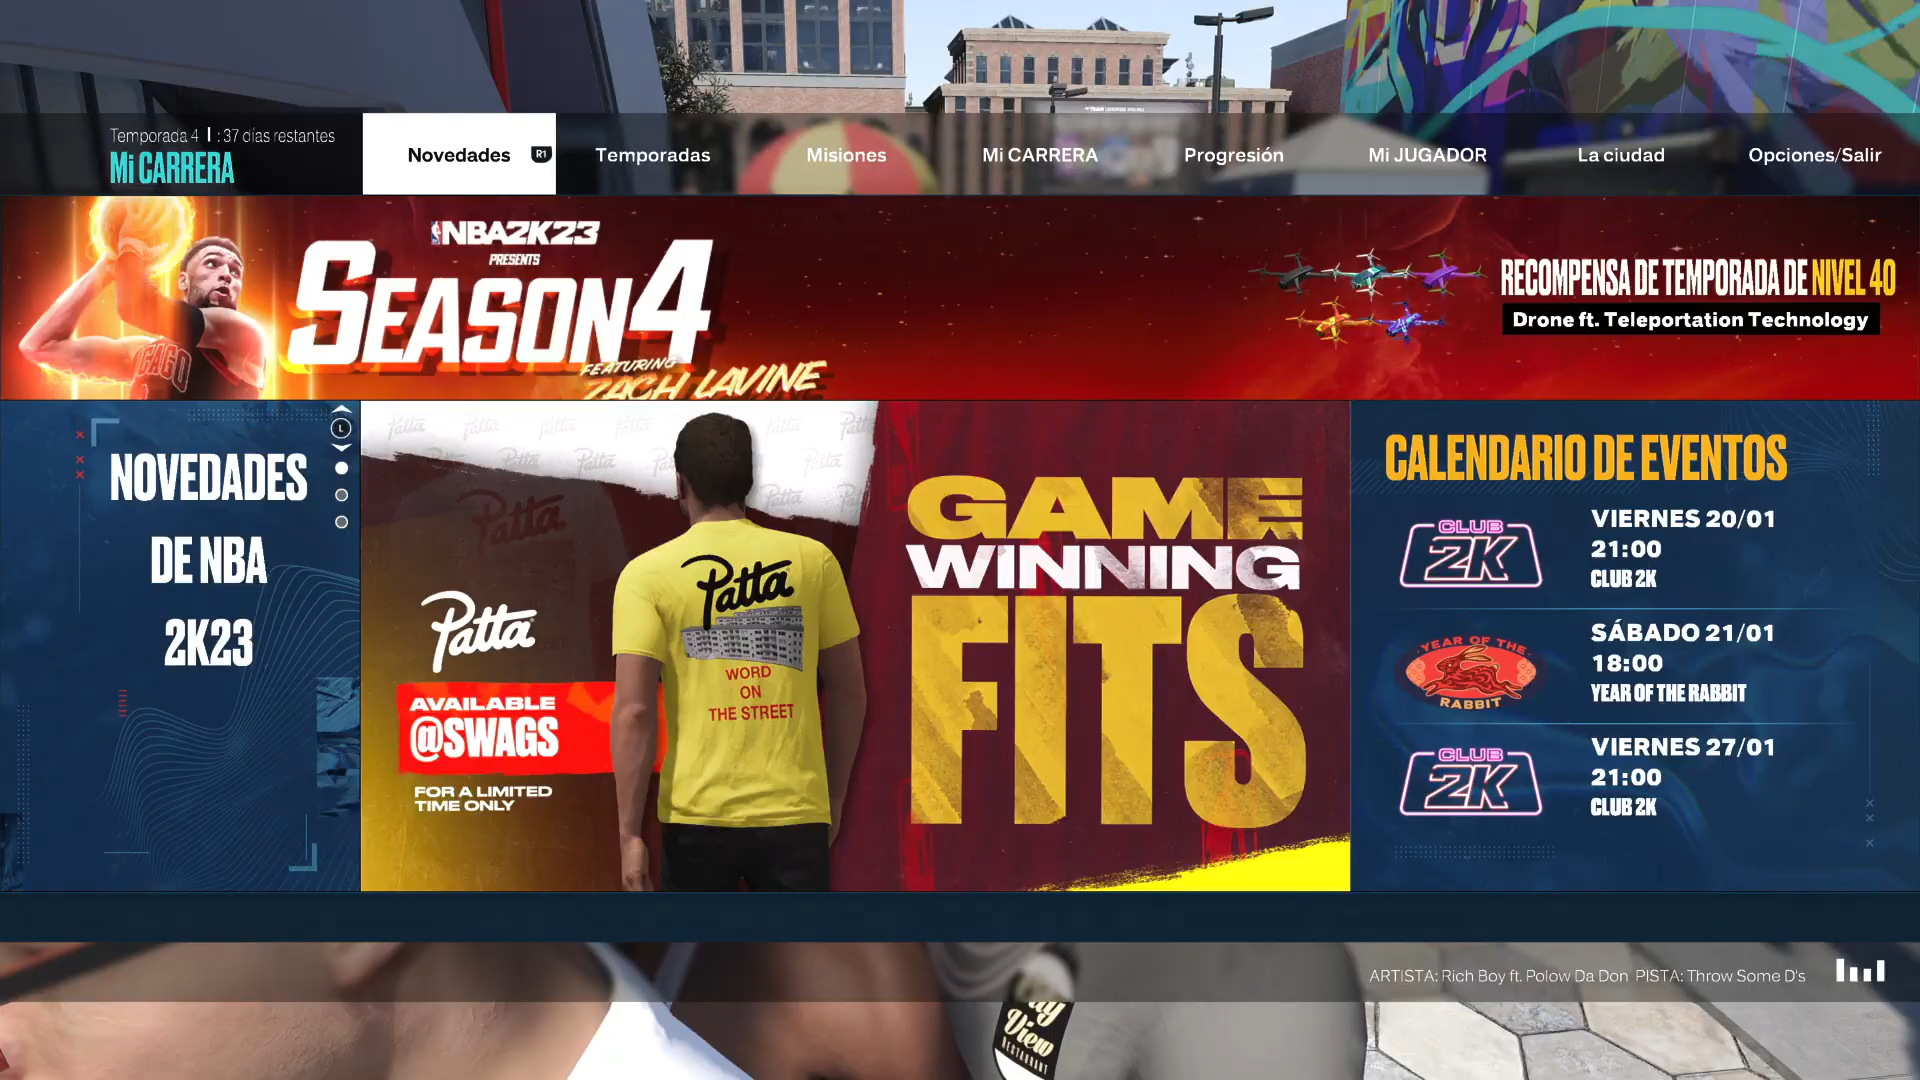 Temporada 4 | : 37 días restantes
Mi CARRERA
Novedades R1
Temporadas
Misiones
Mi CARRERA
Progresión
Mi JUGADOR
La ciudad
Opciones/Salir
NBA2K23
PRESENTS
SEASON 4
FEATURING
ZACH LAVINE
RECOMPENSA DE TEMPORADA DE NIVEL 40
Drone ft. Teleportation Technology
L
NOVEDADES
DE NBA
2K23
Patta
AVAILABLE
@SWAGS
FOR A LIMITED
TIME ONLY
Patta
WORD
ON
THE STREET
GAME
WINNING
FITS
CALENDARIO DE EVENTOS
CLUB
2K
VIERNES 20/01
21:00
CLUB 2K
YEAR OF THE
RABBIT
SÁBADO 21/01
18:00
YEAR OF THE RABBIT
CLUB
2K
VIERNES 27/01
21:00
CLUB 2K
ARTISTA: Rich Boy ft. Polow Da Don PISTA: Throw Some D's
View
RESTAURANT